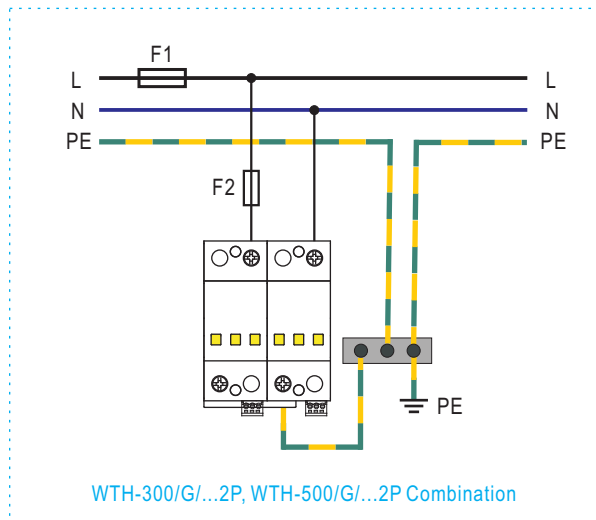 F1
L L
N N
PE PE
F2
PE
WTH-300/G/...2P, WTH-500/G/...2P Combination